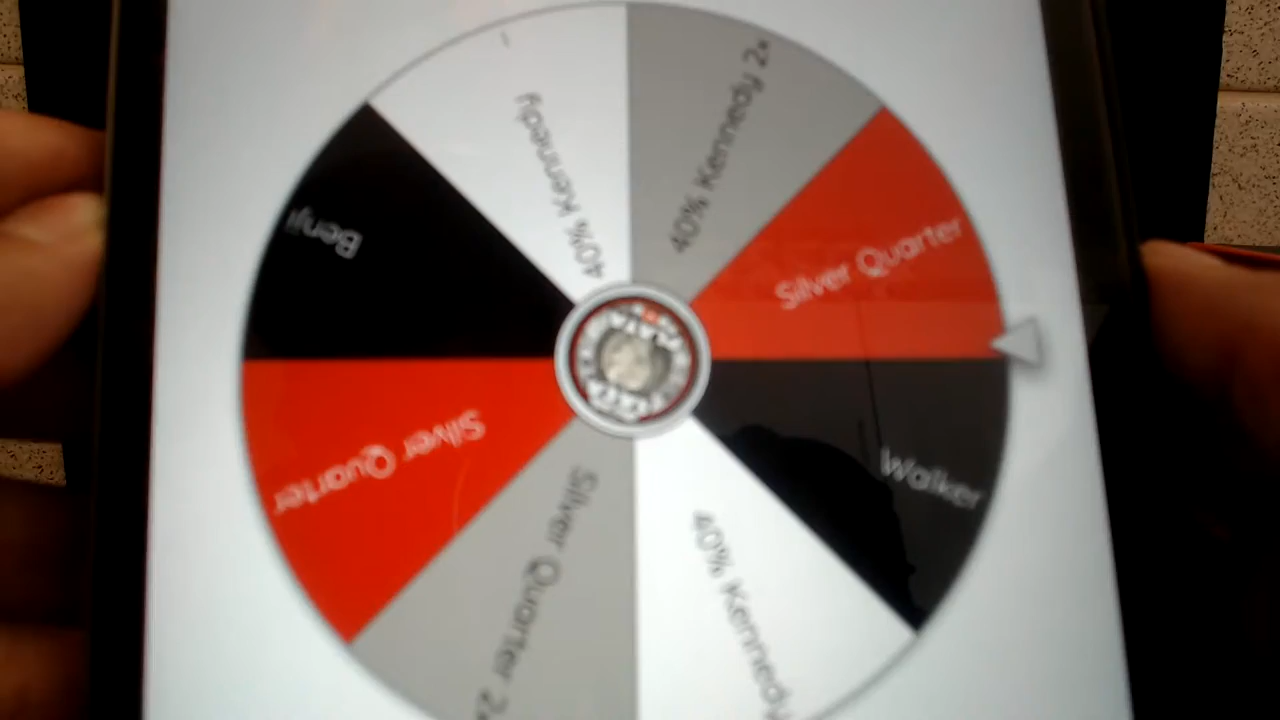 40% Kennedy
40% Kennedy 2x
Benji
Silver Quarter
Silver Quarter
Walker
Silver Quarter 2x
40% Kennedy